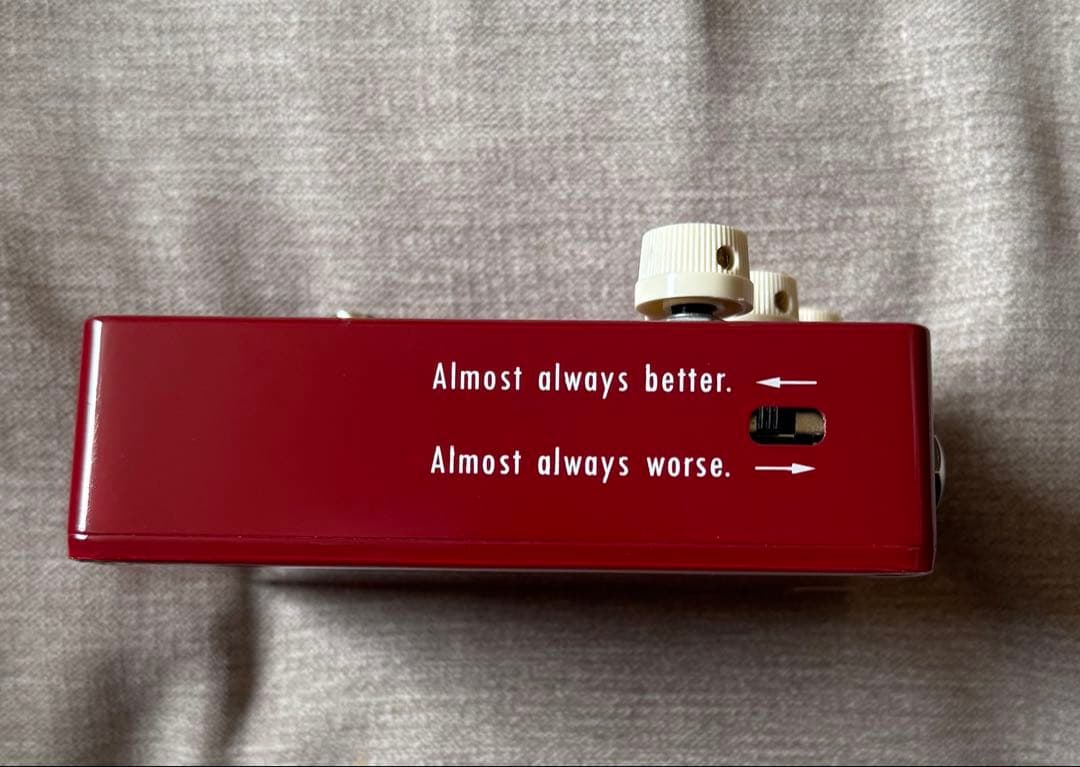 Almost always better. ←
Almost always worse. →